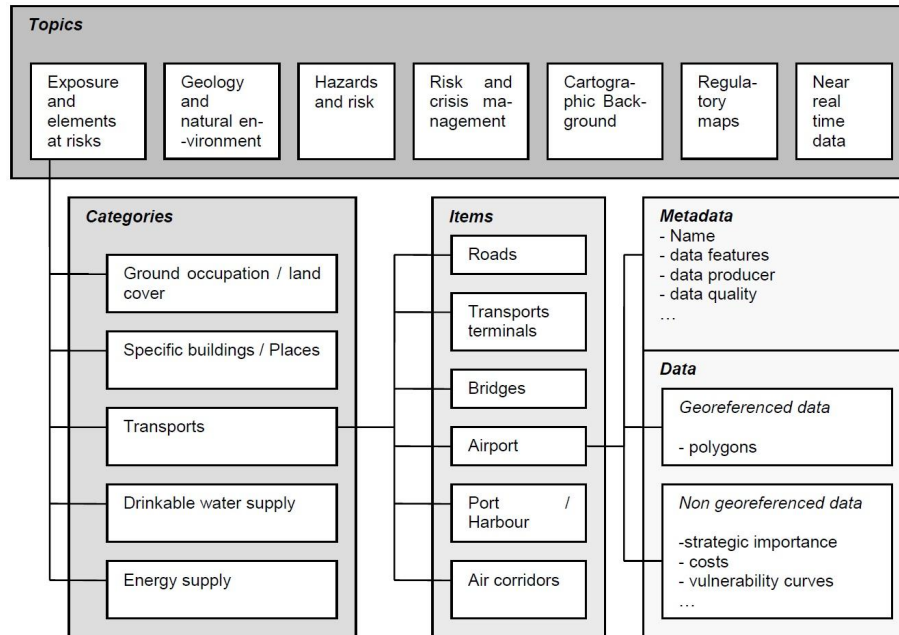 Topics
Exposure
and
elements
at risks
Geology
and
natural en-
-vironment
Hazards
and risk
Risk and
crisis ma-
nagement
Cartogra-
phic Back-
ground
Regula-
tory
maps
Near
real
time
data
Categories
Ground occupation / land
cover
Specific buildings / Places
Transports
Drinkable water supply
Energy supply
Items
Roads
Transports
terminals
Bridges
Airport
Port /
Harbour
Air corridors
Metadata
- Name
- data features
- data producer
- data quality
…
Data
Georeferenced data
- polygons
Non georeferenced data
-strategic importance
- costs
- vulnerability curves
…